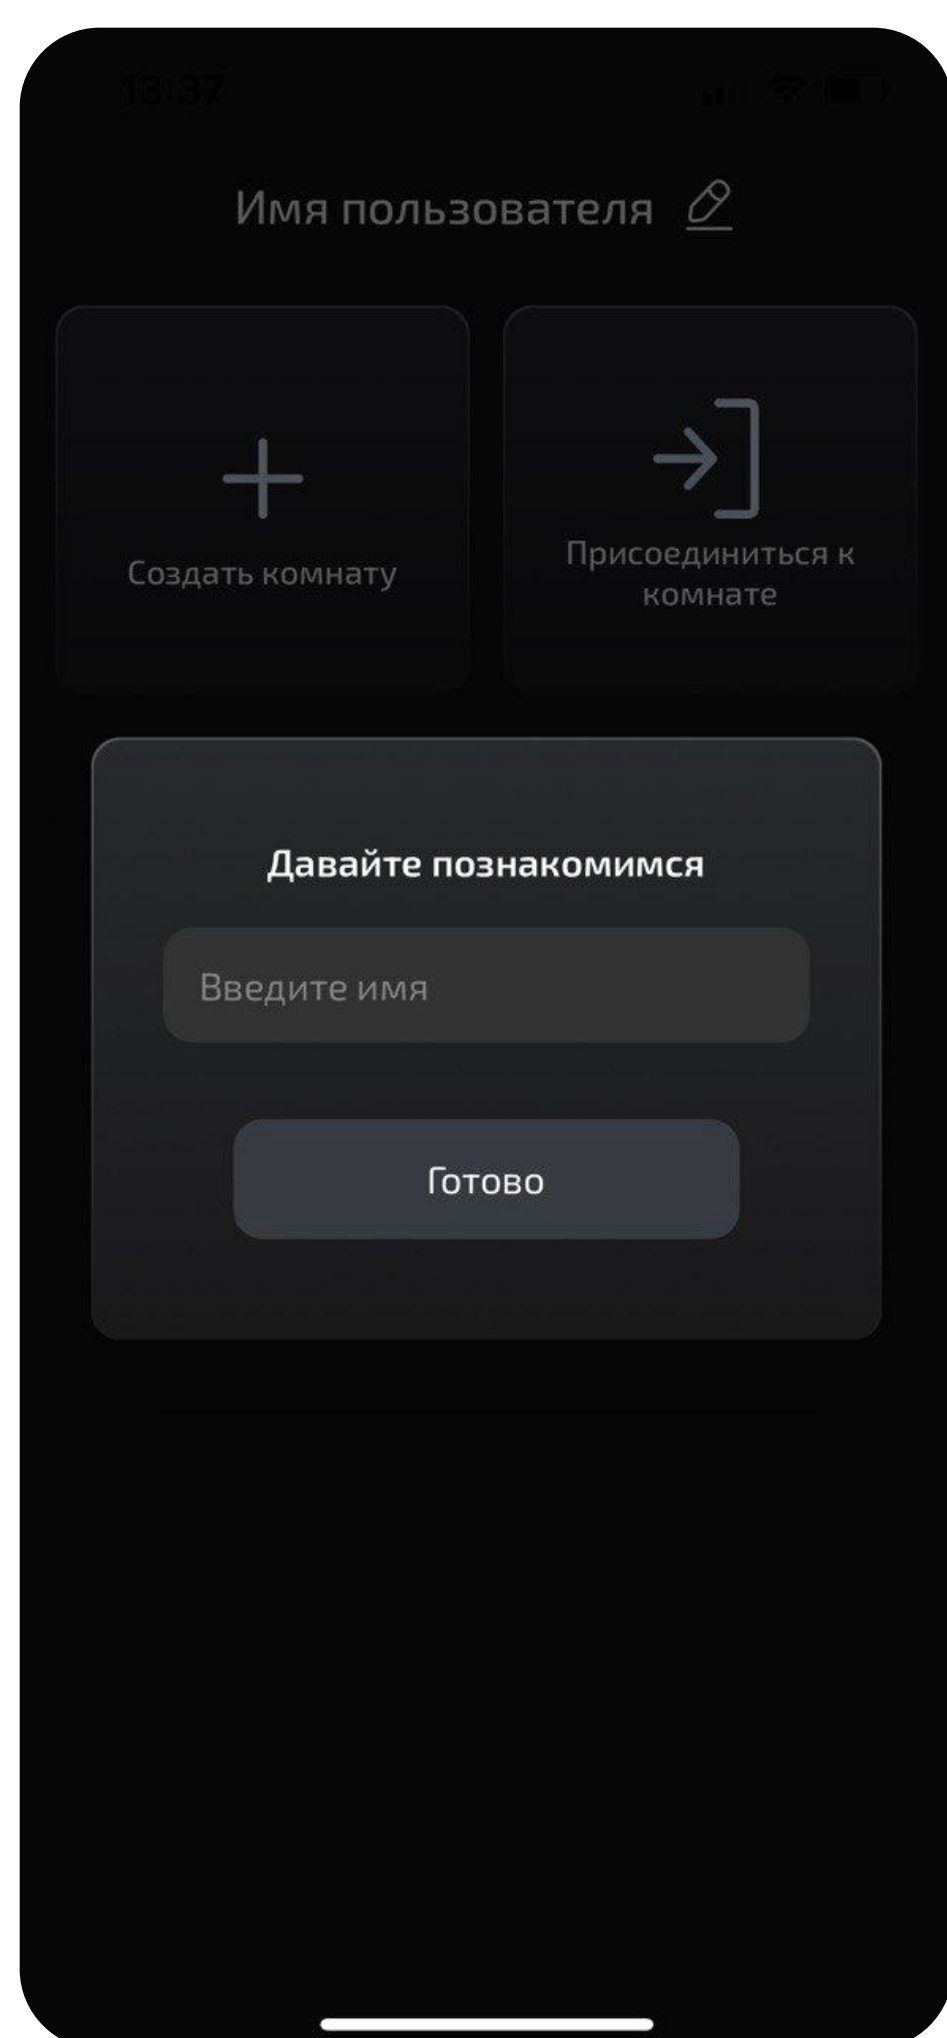 13:37
Имя пользователя
Создать комнату
Присоединиться к
комнате
Давайте познакомимся
Введите имя
Готово